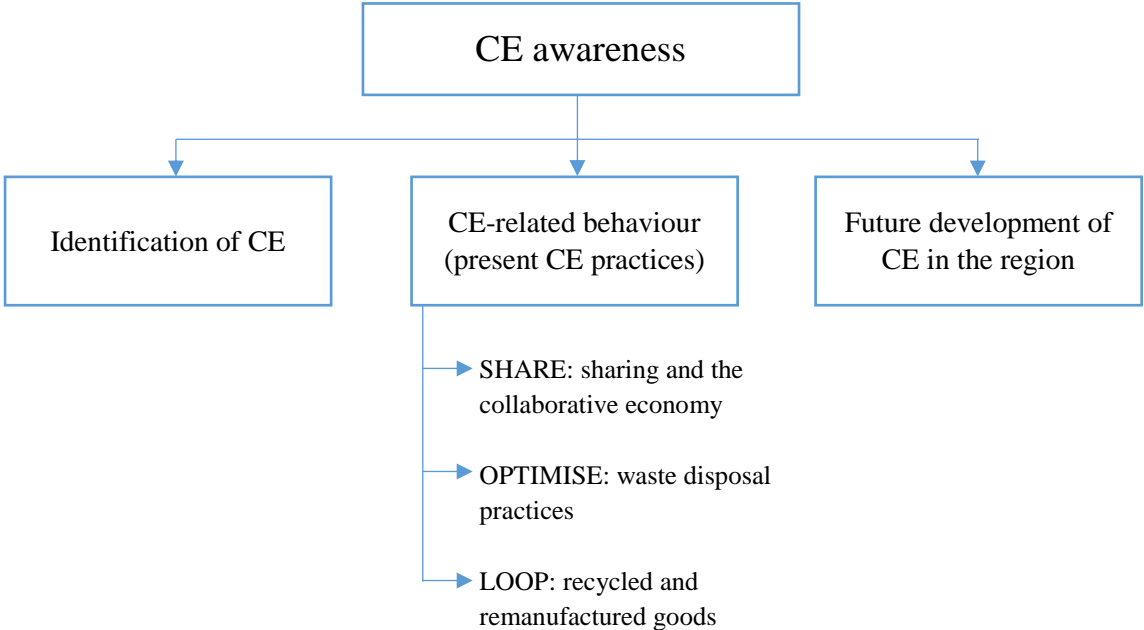 CE awareness
Identification of CE
CE-related behaviour
(present CE practices)
Future development of
CE in the region
SHARE: sharing and the
collaborative economy
OPTIMISE: waste disposal
practices
LOOP: recycled and
remanufactured goods